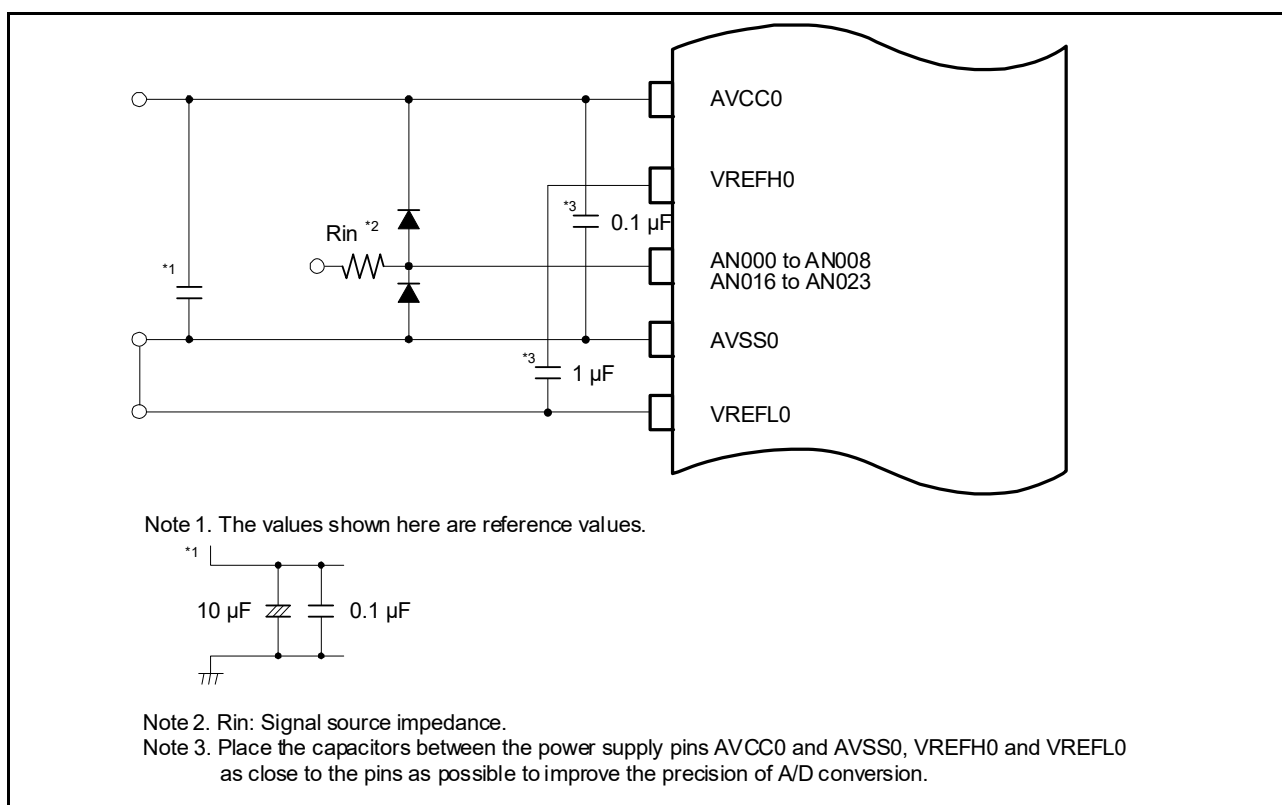 AVCC0
VREFH0
*3
0.1 µF
Rin *2
AN000 to AN008
AN016 to AN023
*1
AVSS0
*3
1 µF
VREFL0
Note 1. The values shown here are reference values.
*1
10 µF
0.1 µF
Note 2. Rin: Signal source impedance.
Note 3. Place the capacitors between the power supply pins AVCC0 and AVSS0, VREFH0 and VREFL0
as close to the pins as possible to improve the precision of A/D conversion.